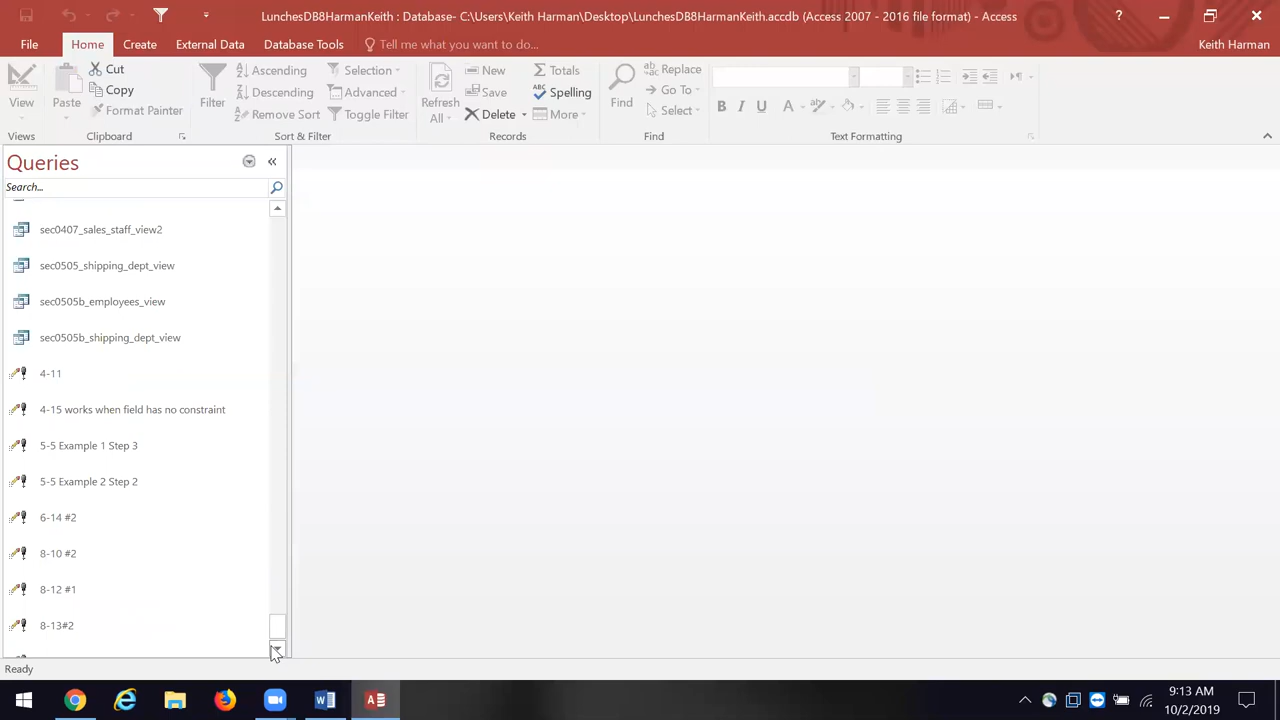 LunchesDB8HarmanKeith : Database- C:\Users\Keith Harman\Desktop\LunchesDB8HarmanKeith.accdb (Access 2007 - 2016 file format) - Access
?
File Home Create External Data Database Tools Tell me what you want to do... Keith Harman
View
Views
Paste
Cut
Copy
Format Painter
Clipboard
Filter
Ascending
Descending
Remove Sort
Selection
Advanced
Toggle Filter
Sort & Filter
Refresh
All
New
Save
Delete
Totals
ABC
Spelling
More
Records
Find
Replace
Go To
Select
Find
B I U A
Text Formatting
Queries
Search...
sec0407_sales_staff_view2
sec0505_shipping_dept_view
sec0505b_employees_view
sec0505b_shipping_dept_view
4-11
4-15 works when field has no constraint
5-5 Example 1 Step 3
5-5 Example 2 Step 2
6-14 #2
8-10 #2
8-12 #1
8-13#2
Ready
9:13 AM
10/2/2019